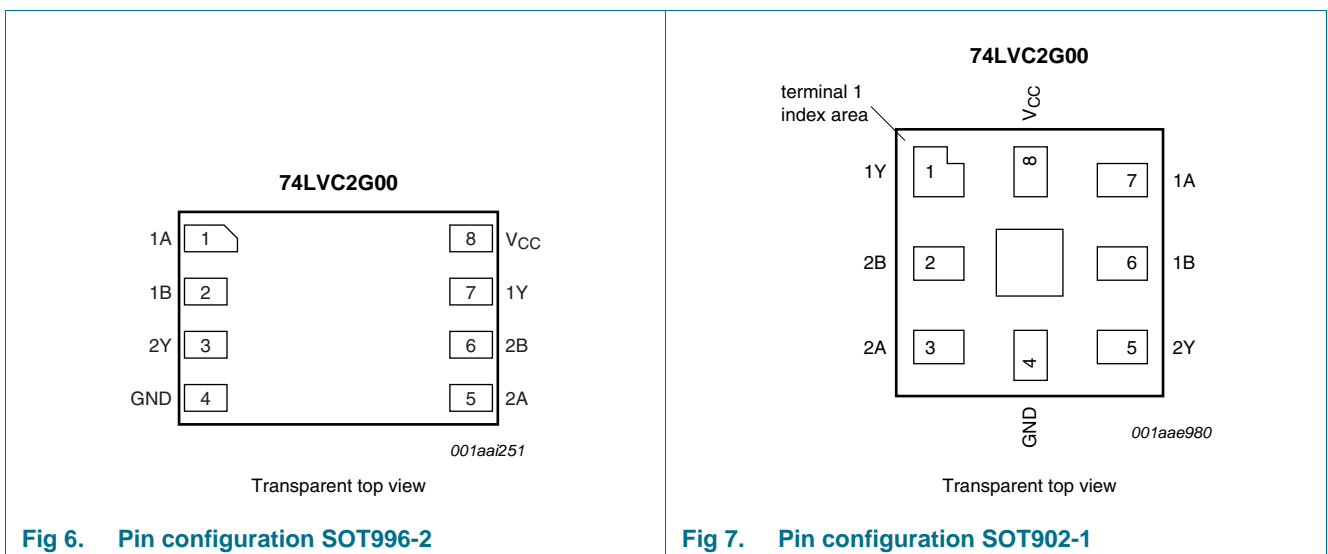 74LVC2G00
1A 1 8 VCC
1B 2 7 1Y
2Y 3 6 2B
GND 4 5 2A
001aai251
Transparent top view
Fig 6. Pin configuration SOT996-2
74LVC2G00
terminal 1
index area
VCC
1Y 1 8 7 1A
2B 2 6 1B
2A 3 4 5 2Y
GND
001aae980
Transparent top view
Fig 7. Pin configuration SOT902-1